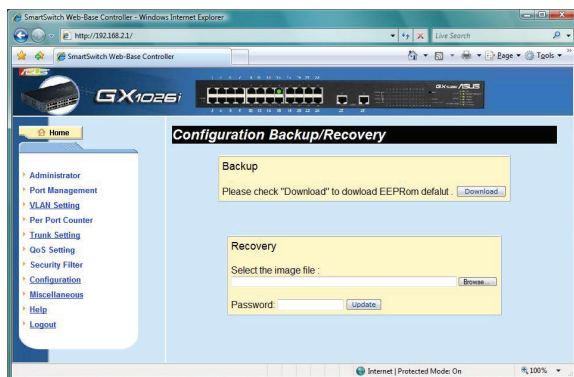 SmartSwitch Web-Base Controller - Windows Internet Explorer
http://192.168.2.1/
Live Search
SmartSwitch Web-Base Controller
Page
Tools
ASUS
GX1026i
ASUS
Home
Configuration Backup/Recovery
Backup
Please check "Download" to dowload EEPRom defalut . Download
Administrator
Port Management
VLAN Setting
Per Port Counter
Trunk Setting
QoS Setting
Security Filter
Configuration
Miscellaneous
Help
Logout
Recovery
Select the image file :
Browse...
Password: Update
Internet | Protected Mode: On
100%